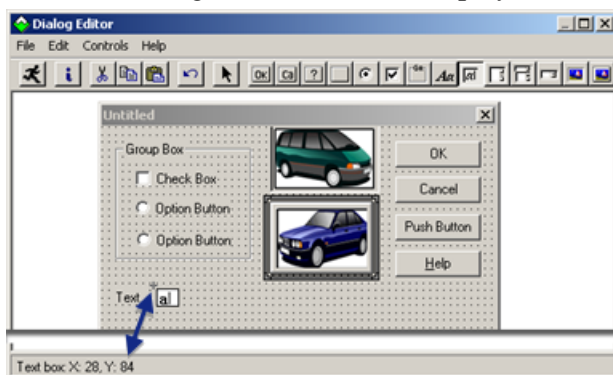 Dialog Editor
File Edit Controls Help
OK Ca ? Aa
Untitled
Group Box
Check Box
Option Button
Option Button
OK
Cancel
Push Button
Help
Text
a
Text box: X: 28, Y: 84